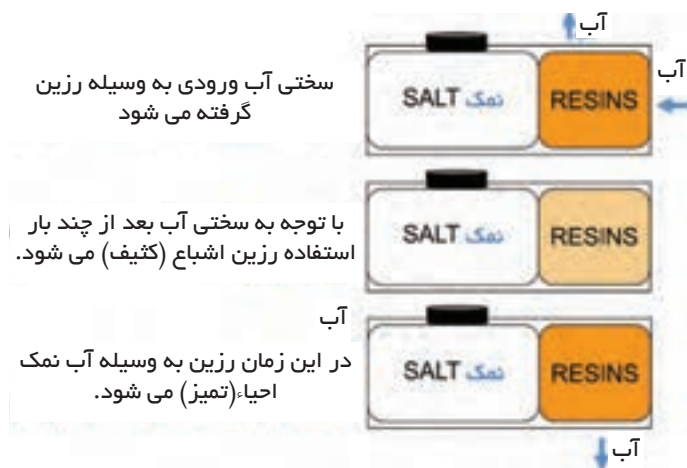 آب
آب
سختی آب ورودی به وسیله رزین
گرفته می شود
SALT نمک
RESINS
با توجه به سختی آب بعد از چند بار
استفاده رزین اشباع (کثیف) می شود.
SALT نمک
RESINS
آب
در این زمان رزین به وسیله آب نمک
احیاء(تمیز) می شود.
SALT نمک
RESINS
آب